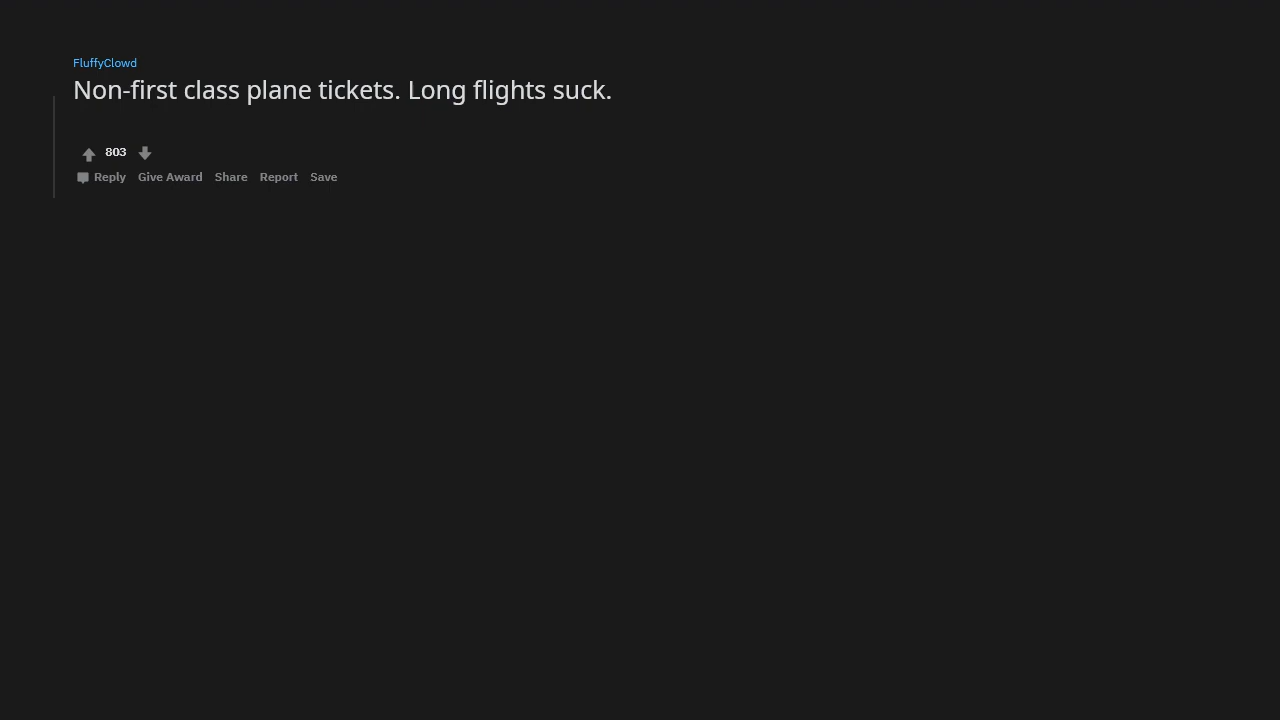 FluffyClowd
Non-first class plane tickets. Long flights suck.
803
Reply Give Award Share Report Save